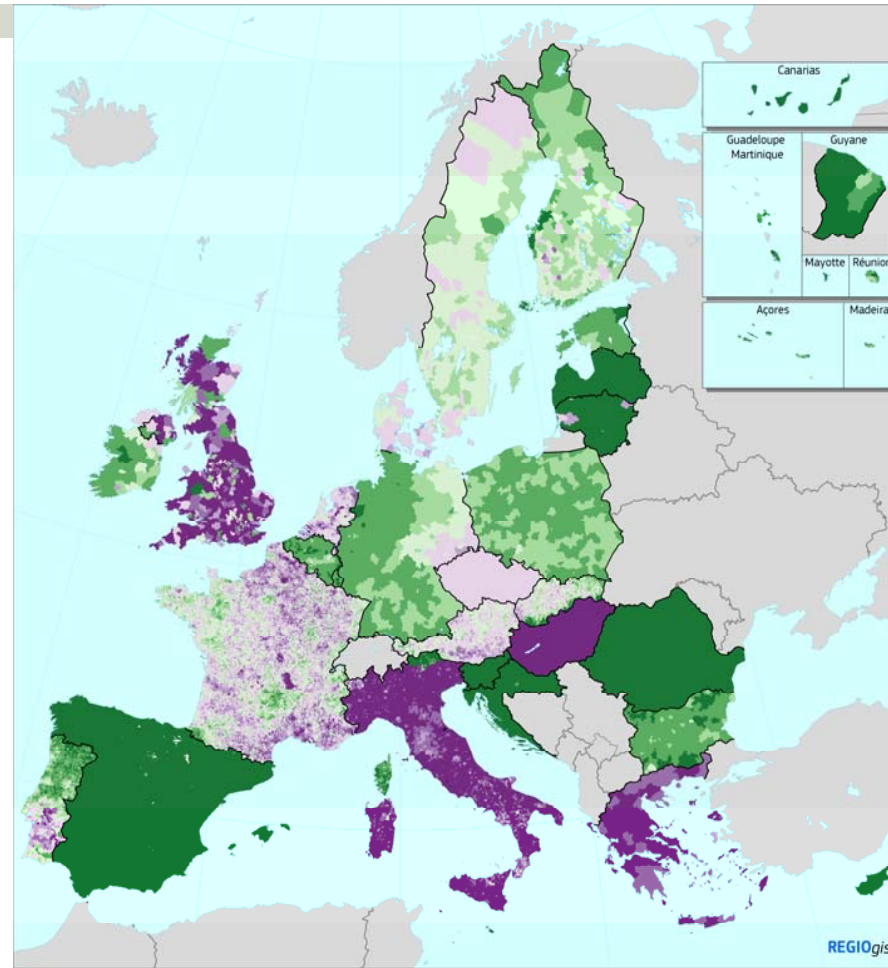 Canarias
Guadeloupe
Martinique
Guyane
Mayotte
Réunion
Açores
Madeira
REGIOgis